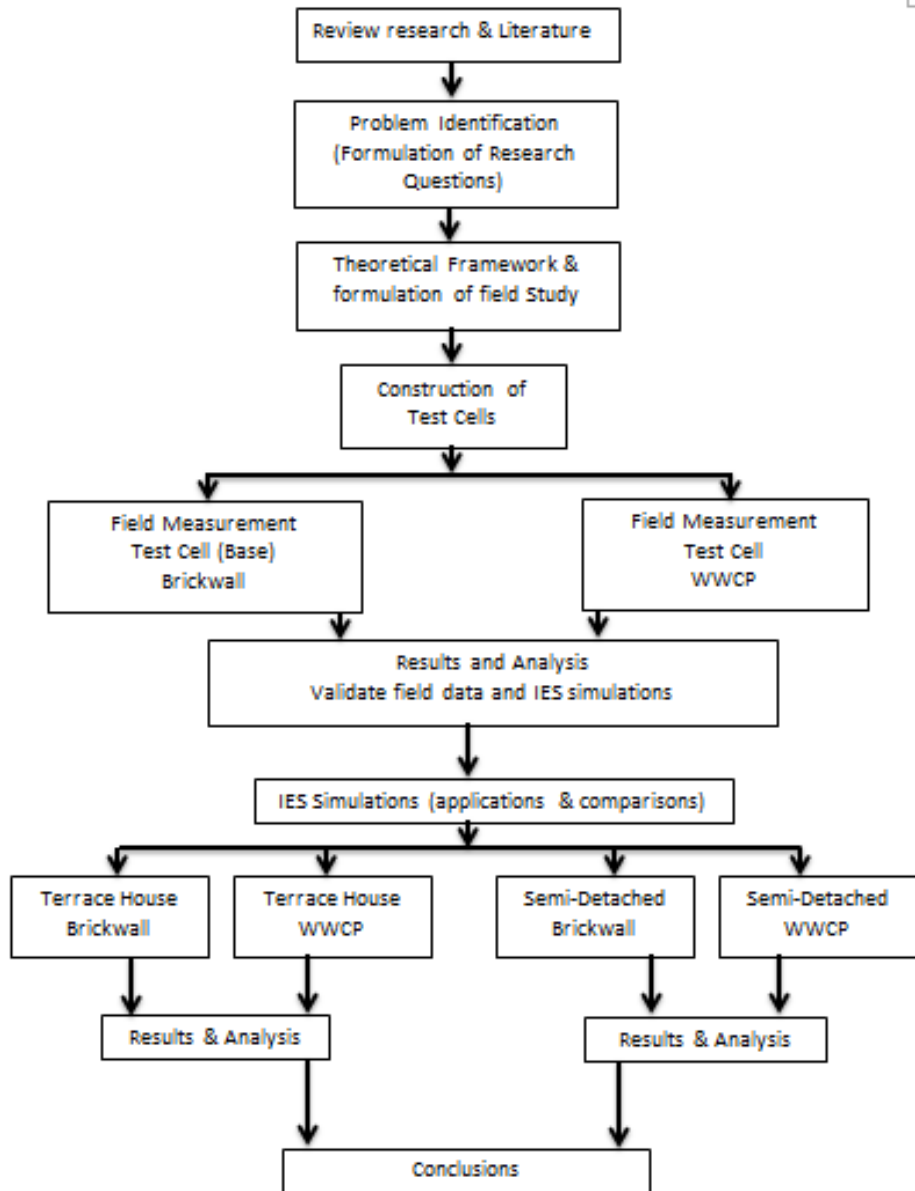 Review research & Literature
Problem Identification
(Formulation of Research
Questions)
Theoretical Framework &
formulation of field Study
Construction of
Test Cells
Field Measurement
Test Cell (Base)
Brickwall
Field Measurement
Test Cell
WWCP
Results and Analysis
Validate field data and IES simulations
IES Simulations (applications & comparisons)
Terrace House
Brickwall
Terrace House
WWCP
Semi-Detached
Brickwall
Semi-Detached
WWCP
Results & Analysis
Results & Analysis
Conclusions